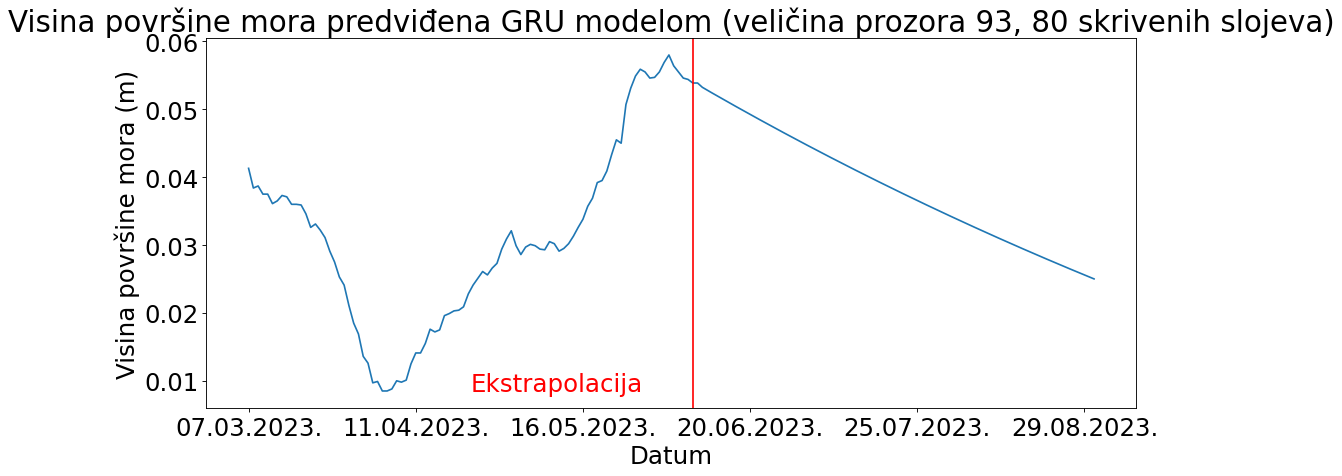 Visina površine mora predviđena GRU modelom (veličina prozora 93, 80 skrivenih slojeva)
Visina površine mora (m)
0.06
0.05
0.04
0.03
0.02
0.01
Ekstrapolacija
07.03.2023. 11.04.2023. 16.05.2023. 20.06.2023. 25.07.2023. 29.08.2023.
Datum